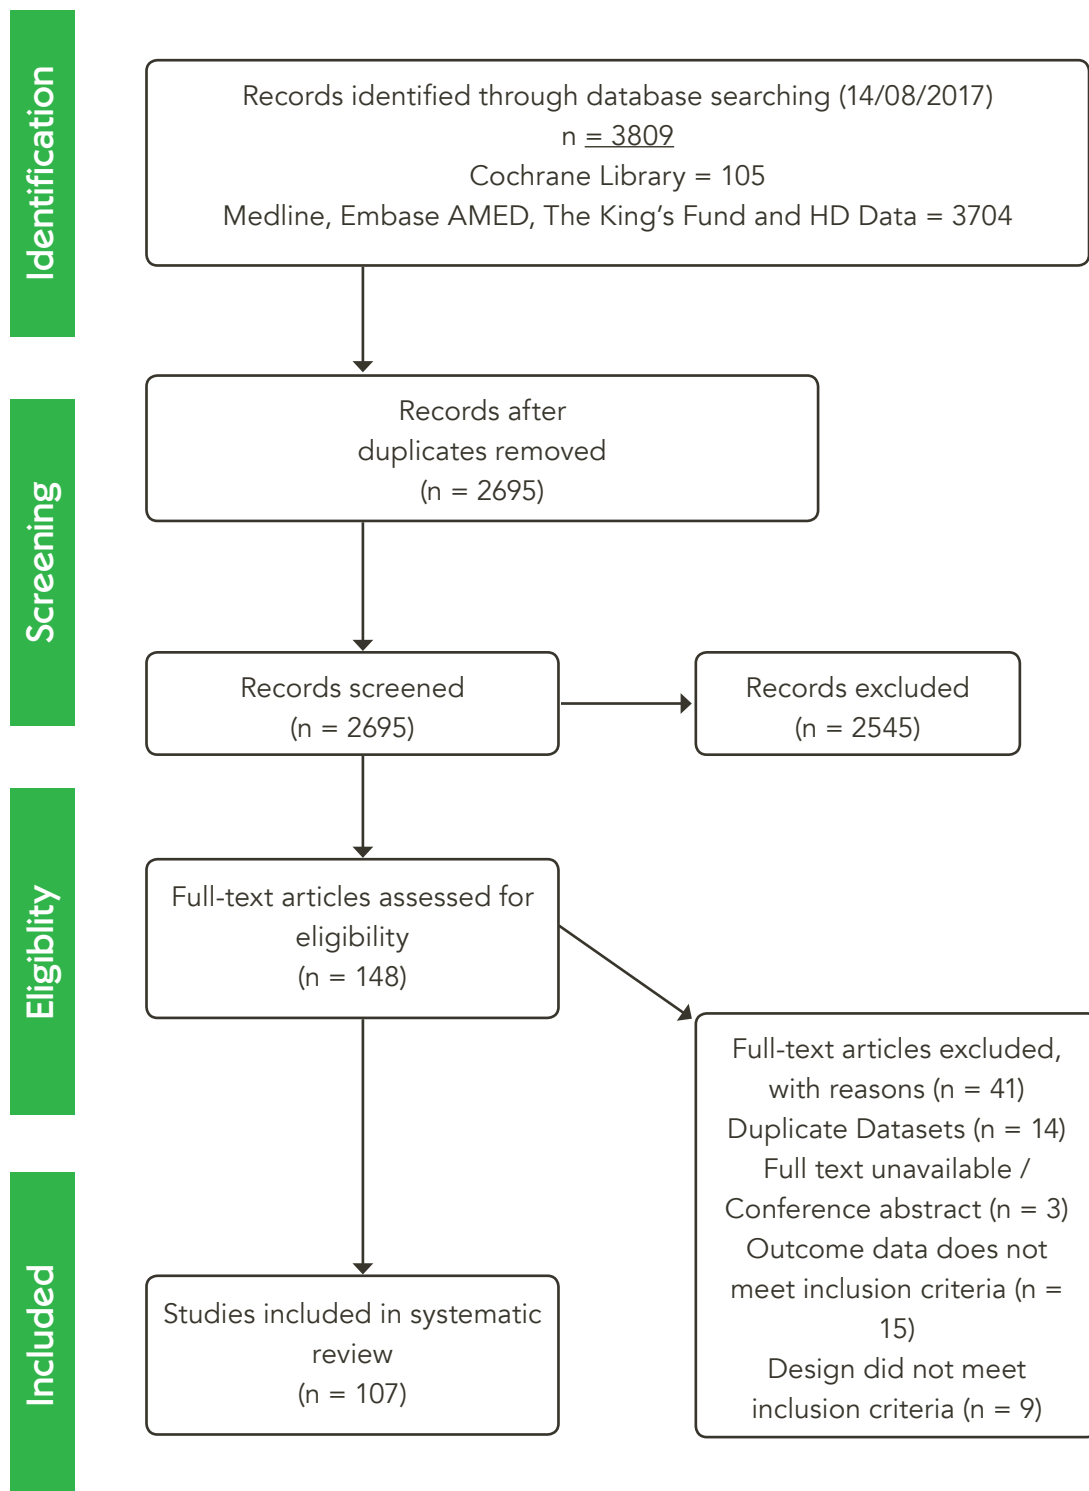 Identification
Records identified through database searching (14/08/2017)
n = 3809
Cochrane Library = 105
Medline, Embase AMED, The King's Fund and HD Data = 3704
Screening
Records after
duplicates removed
(n = 2695)
Records screened
(n = 2695)
Records excluded
(n = 2545)
Eligiblity
Full-text articles assessed for
eligibility
(n = 148)
Full-text articles excluded,
with reasons (n = 41)
Duplicate Datasets (n = 14)
Full text unavailable /
Conference abstract (n = 3)
Outcome data does not
meet inclusion criteria (n =
15)
Design did not meet
inclusion criteria (n = 9)
Included
Studies included in systematic
review
(n = 107)